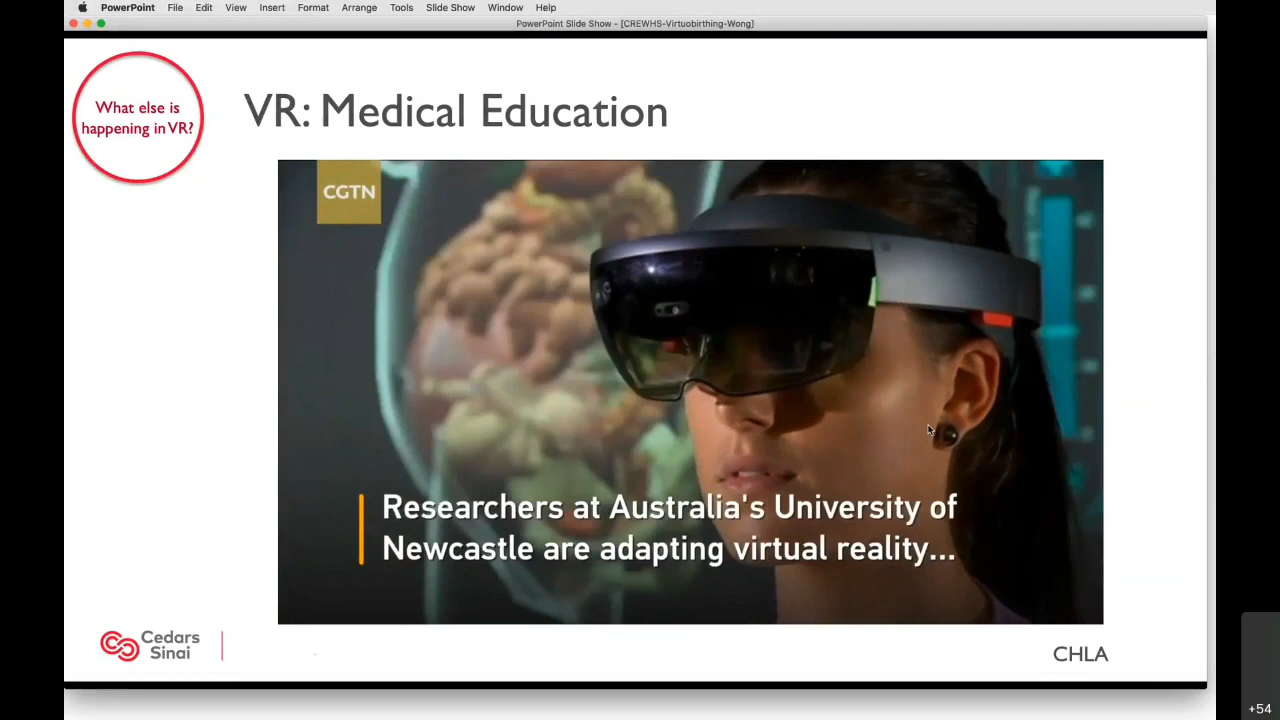 PowerPoint File Edit View Insert Format Arrange Tools Slide Show Window Help
PowerPoint Slide Show - [CREWHS-Virtuobirthing-Wong]
What else is
happening in VR?
VR: Medical Education
CGTN
Researchers at Australia's University of
Newcastle are adapting virtual reality...
Cedars
Sinai
CHLA
+54